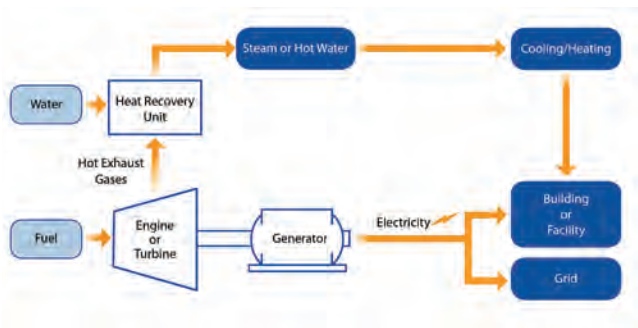 Steam or Hot Water
Cooling/Heating
Water
Heat Recovery
Unit
Hot Exhaust
Gases
Building
or
Facility
Electricity
Fuel
Engine
or
Turbine
Generator
Grid